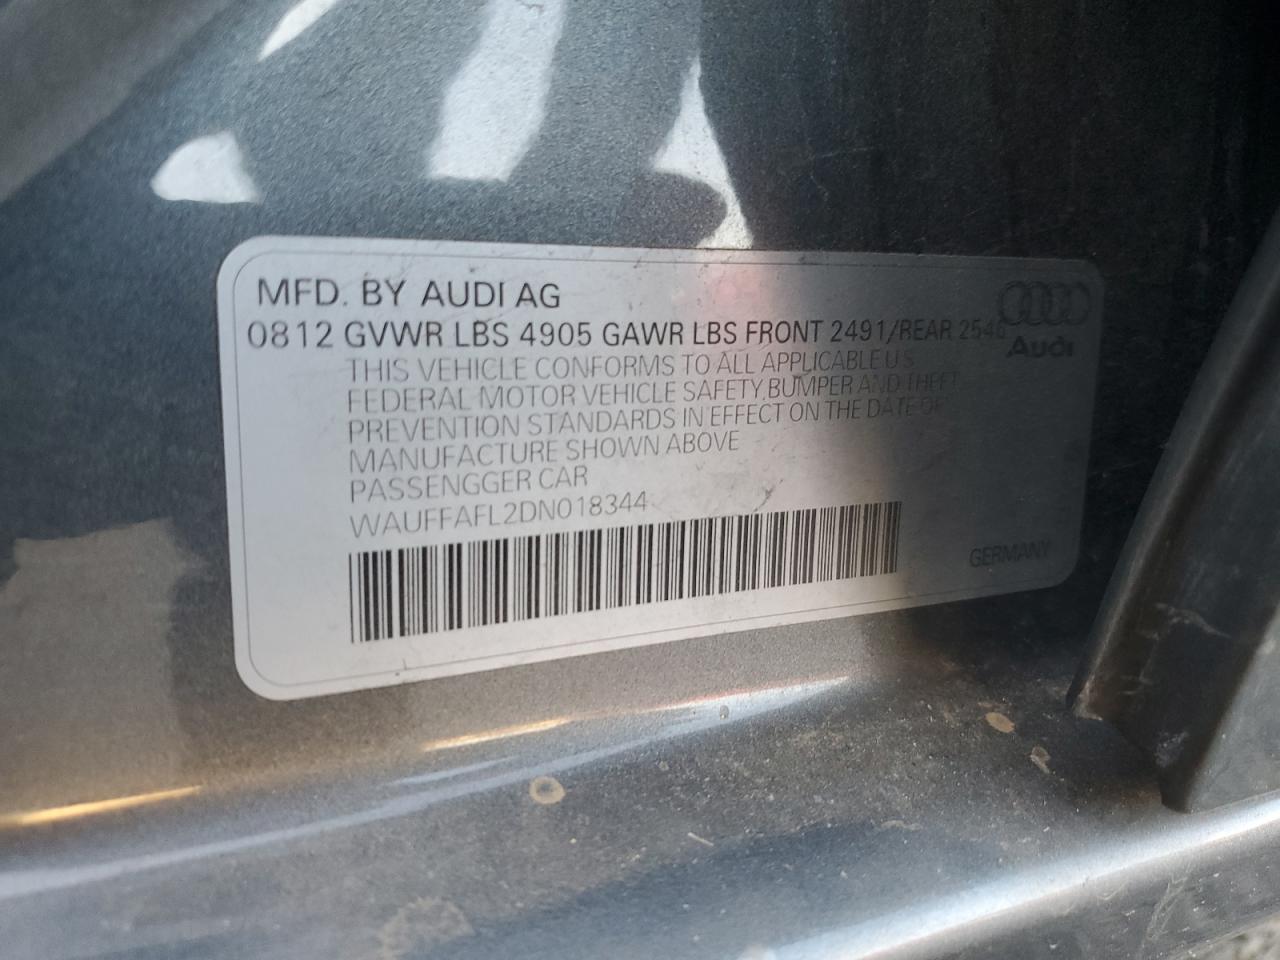 MFD. BY AUDI AG
0812 GVWR LBS 4905 GAWR LBS FRONT 2491/REAR 2546
Audi
THIS VEHICLE CONFORMS TO ALL APPLICABLE U S
FEDERAL MOTOR VEHICLE SAFETY, BUMPER AND THEFT
PREVENTION STANDARDS IN EFFECT ON THE DATE OF
MANUFACTURE SHOWN ABOVE
PASSENGGER CAR
WAUFFAFL2DN018344
GERMANY